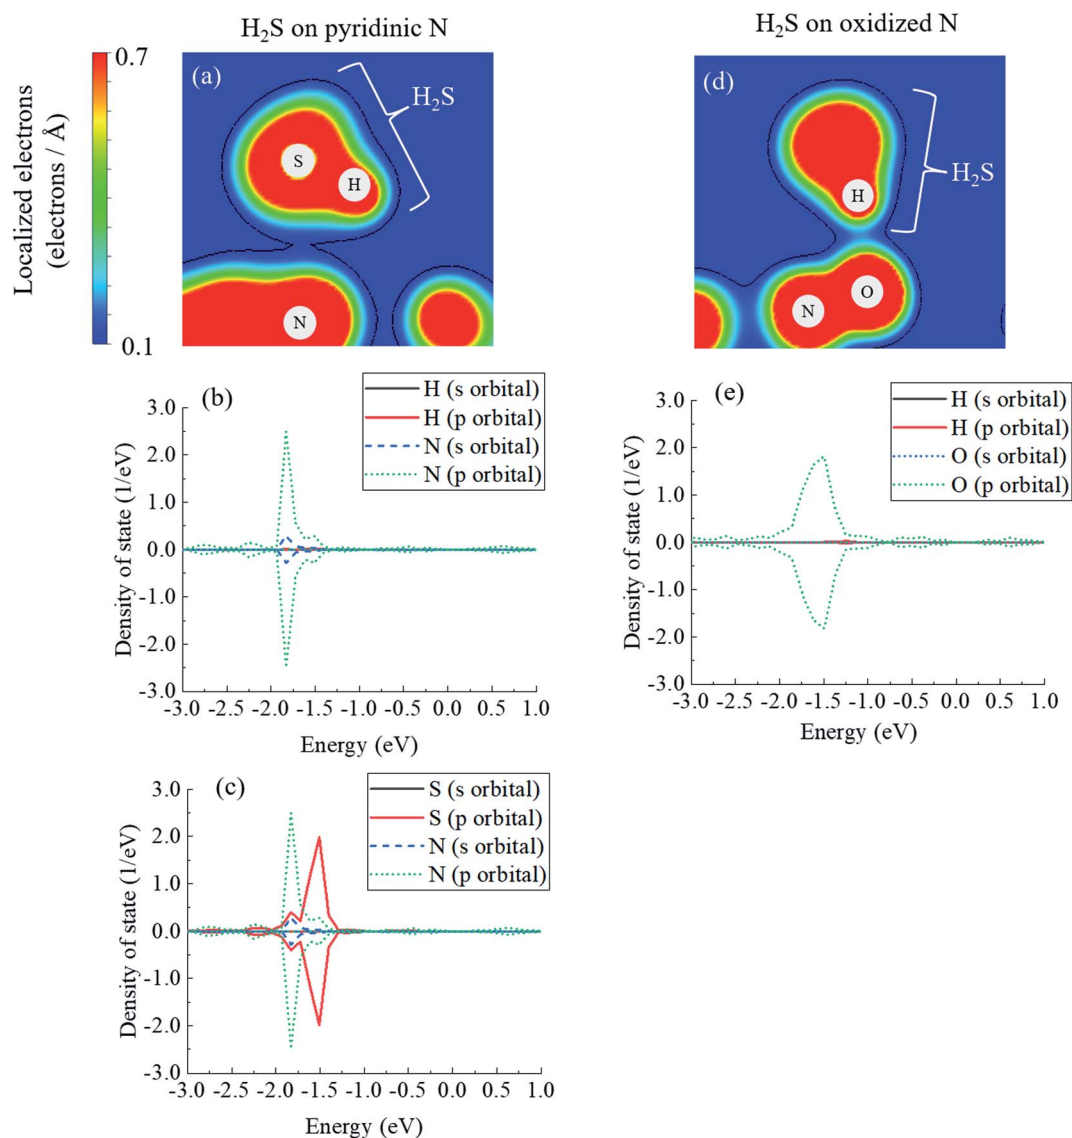 H₂S on pyridinic N
H₂S on oxidized N
Localized electrons
(electrons / Å)
0.7
0.1
(a)
S
H
N
H₂S
(d)
H
N
O
H₂S
(b)
H (s orbital)
H (p orbital)
N (s orbital)
N (p orbital)
Density of state (1/eV)
3.0
2.0
1.0
0.0
-1.0
-2.0
-3.0
-3.0 -2.5 -2.0 -1.5 -1.0 -0.5 0.0 0.5 1.0
Energy (eV)
(e)
H (s orbital)
H (p orbital)
O (s orbital)
O (p orbital)
Density of state (1/eV)
3.0
2.0
1.0
0.0
-1.0
-2.0
-3.0
-3.0 -2.5 -2.0 -1.5 -1.0 -0.5 0.0 0.5 1.0
Energy (eV)
(c)
S (s orbital)
S (p orbital)
N (s orbital)
N (p orbital)
Density of state (1/eV)
3.0
2.0
1.0
0.0
-1.0
-2.0
-3.0
-3.0 -2.5 -2.0 -1.5 -1.0 -0.5 0.0 0.5 1.0
Energy (eV)